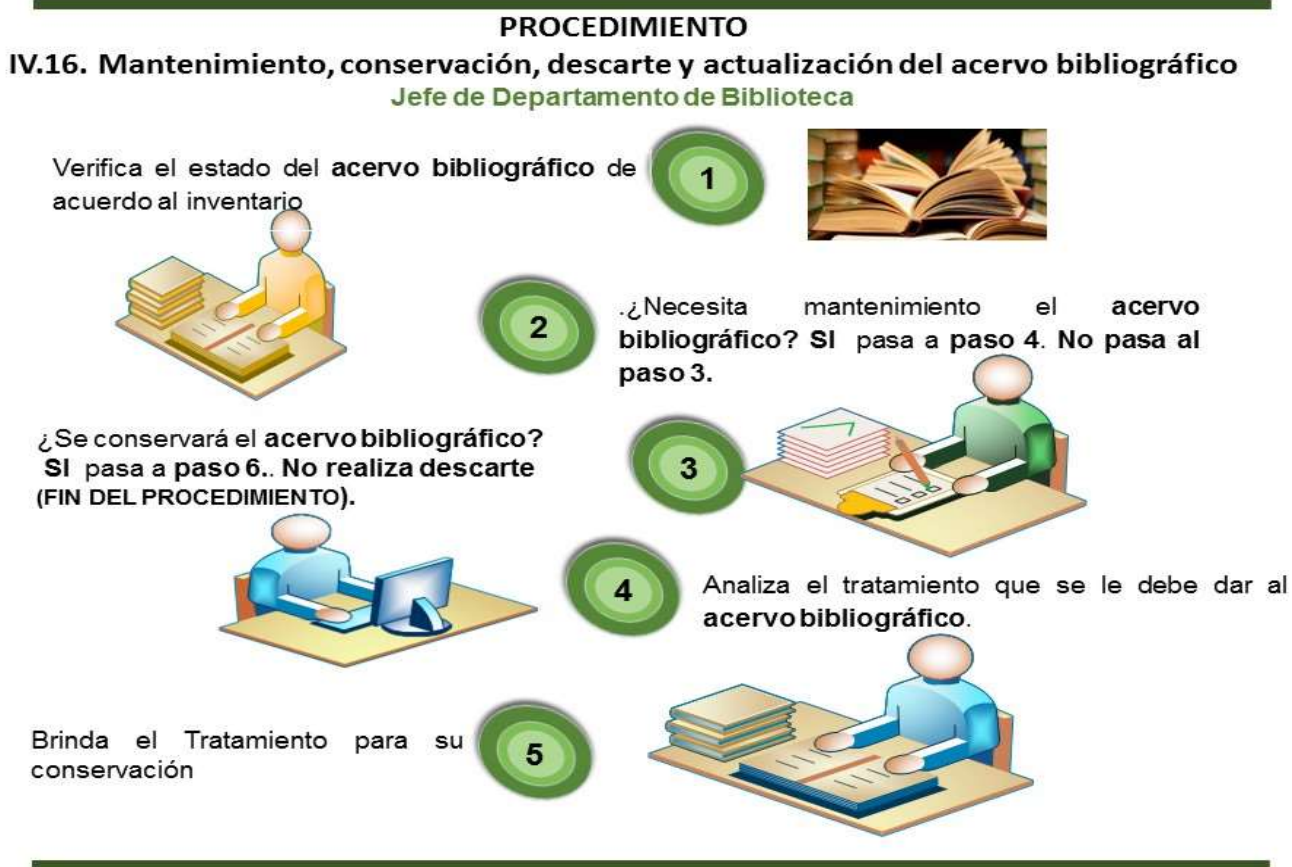 PROCEDIMIENTO
IV.16. Mantenimiento, conservación, descarte y actualización del acervo bibliográfico
Jefe de Departamento de Biblioteca
Verifica el estado del acervo bibliográfico de
acuerdo al inventario
1
2
.¿Necesita mantenimiento el acervo
bibliográfico? SI pasa a paso 4. No pasa al
paso 3.
¿Se conservará el acervo bibliográfico?
SI pasa a paso 6.. No realiza descarte
(FIN DEL PROCEDIMIENTO).
3
4
Analiza el tratamiento que se le debe dar al
acervo bibliográfico.
Brinda el Tratamiento para su
conservación
5